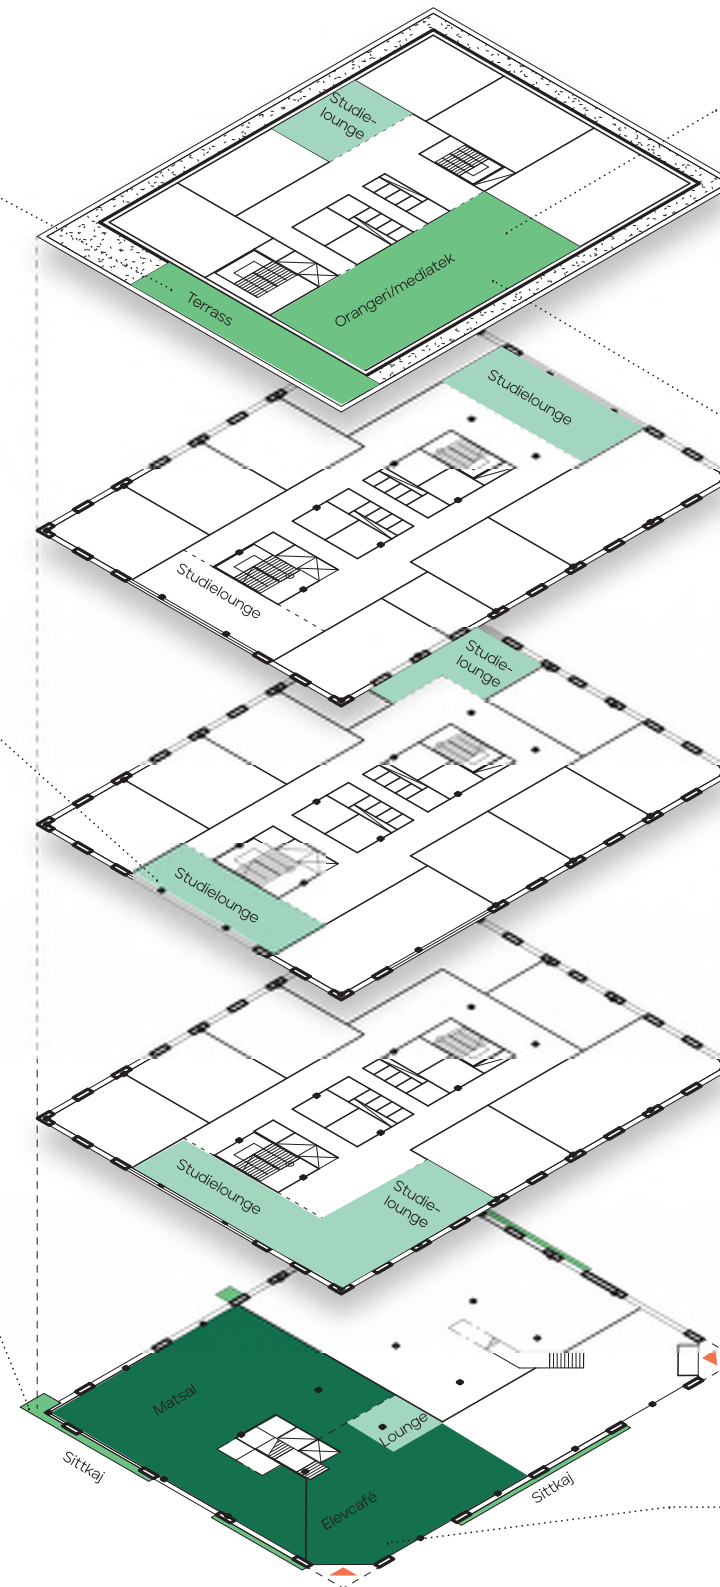 Studie-
lounge
Orangeri/mediatek
Terrass
Studielounge
Studielounge
Studie-
lounge
Studielounge
Studielounge
Studie-
lounge
Matsal
Lounge
Elevcafé
Sittkaj
Sittkaj